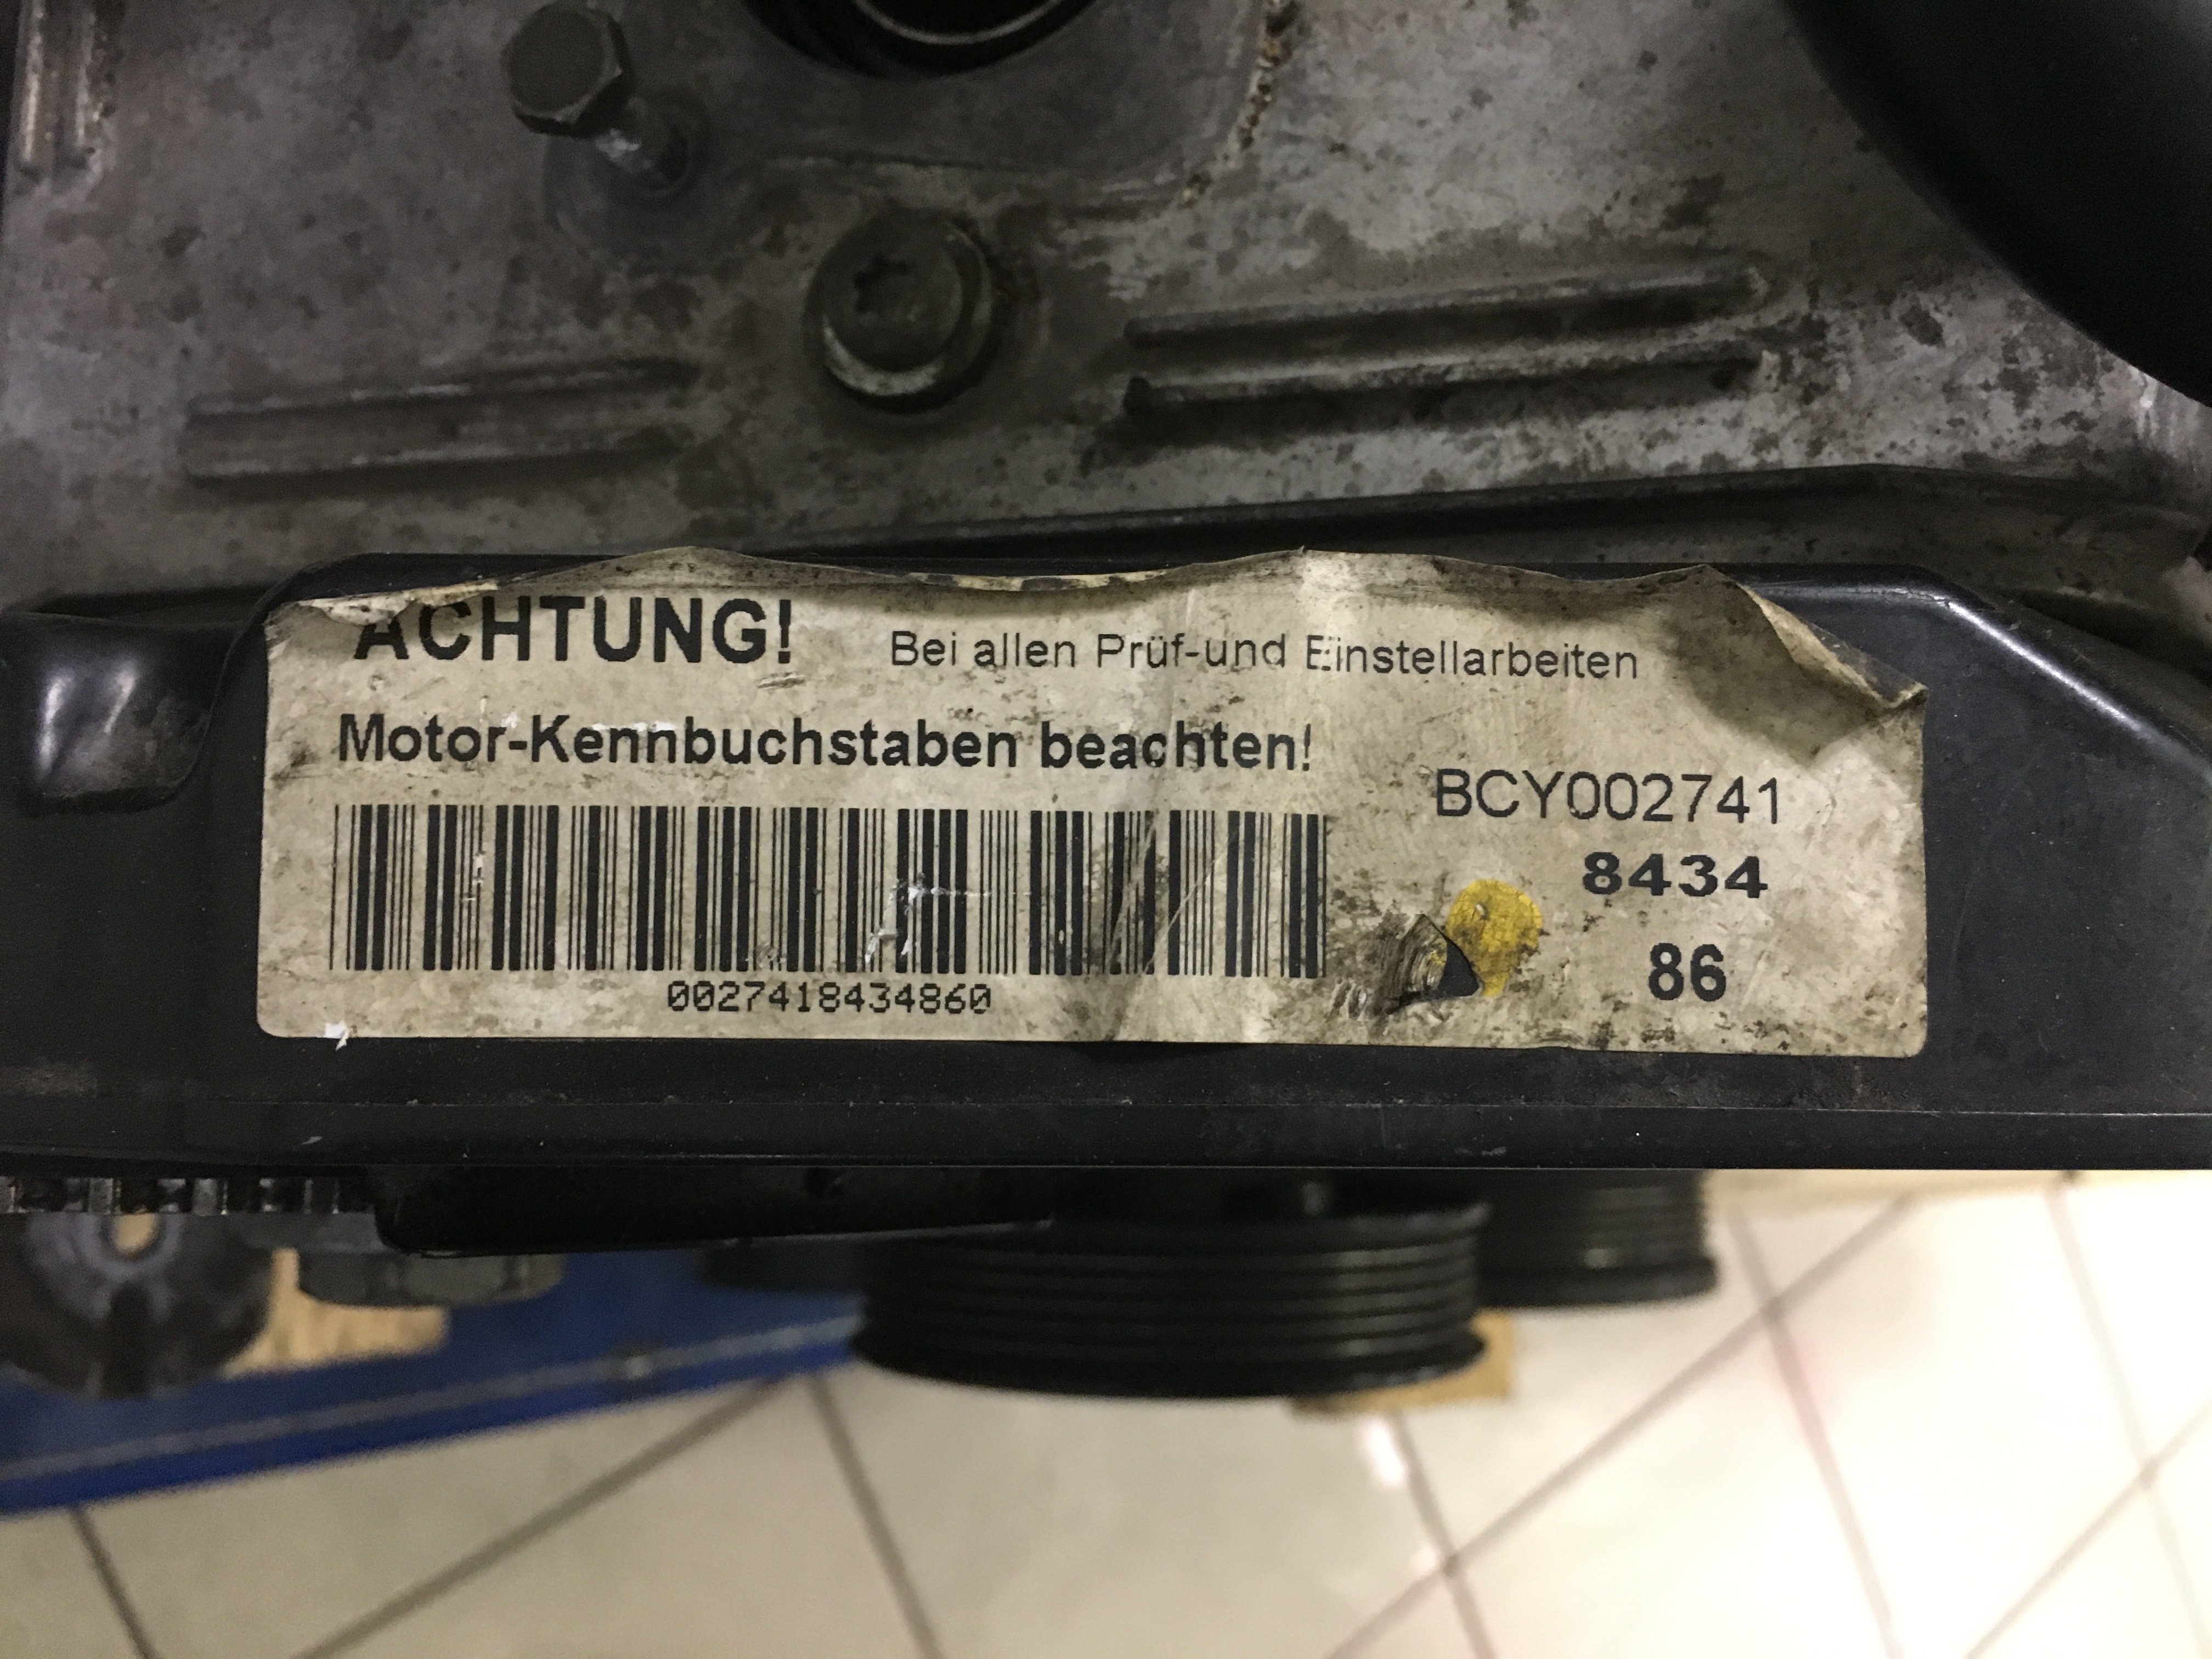 ACHTUNG! Bei allen Prüf-und Einstellarbeiten
Motor-Kennbuchstaben beachten!
BCY002741
8434
86
0027418434860